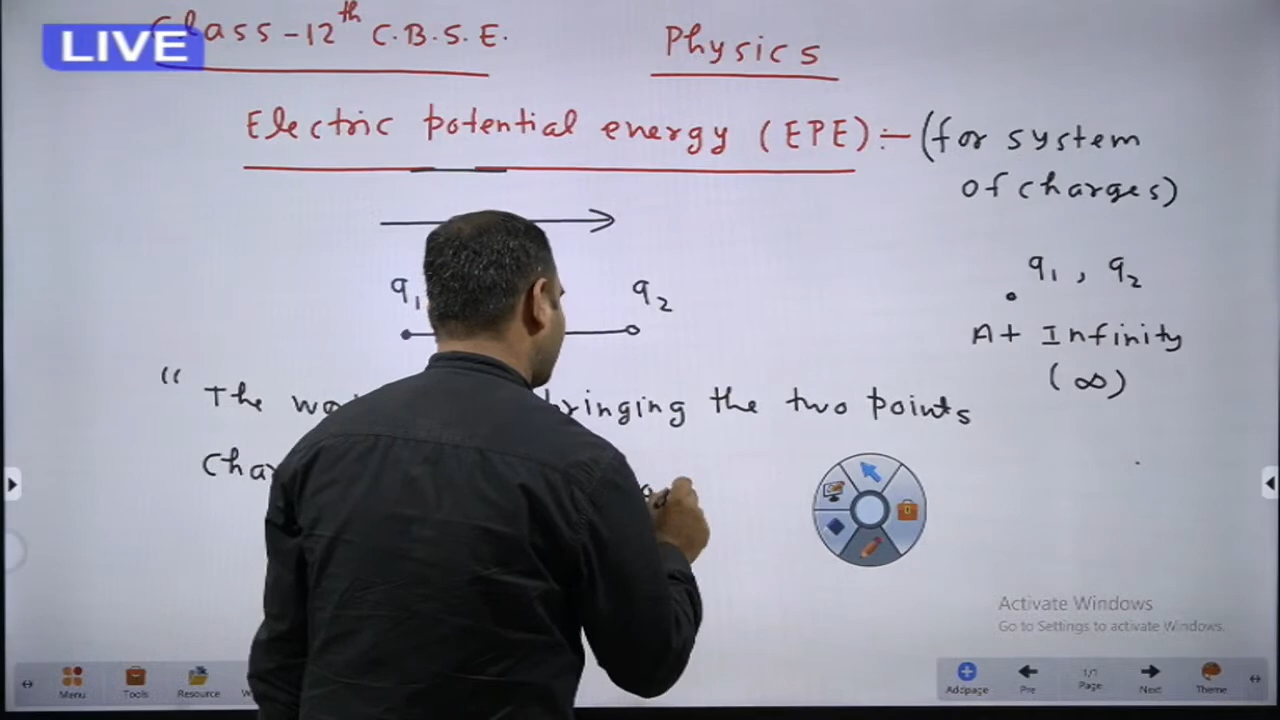 LIVE
Class-12th C.B.S.E. Physics
Electric potential energy (EPE):- (for system
of charges)
q1 q2
q1, q2
At Infinity
(∞)
"The bringing the two points
Activate Windows
Go to Settings to activate Windows.
Menu Tools Resource Addpage Pre 1/1 Page Next Theme